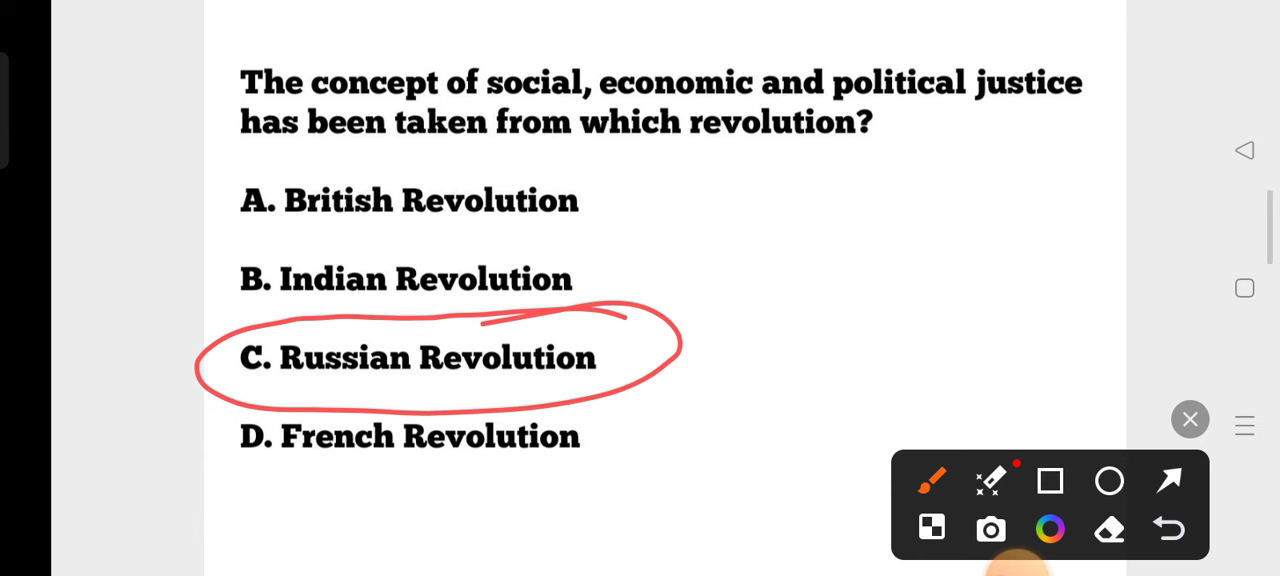 The concept of social, economic and political justice
has been taken from which revolution?
A. British Revolution
B. Indian Revolution
C. Russian Revolution
D. French Revolution